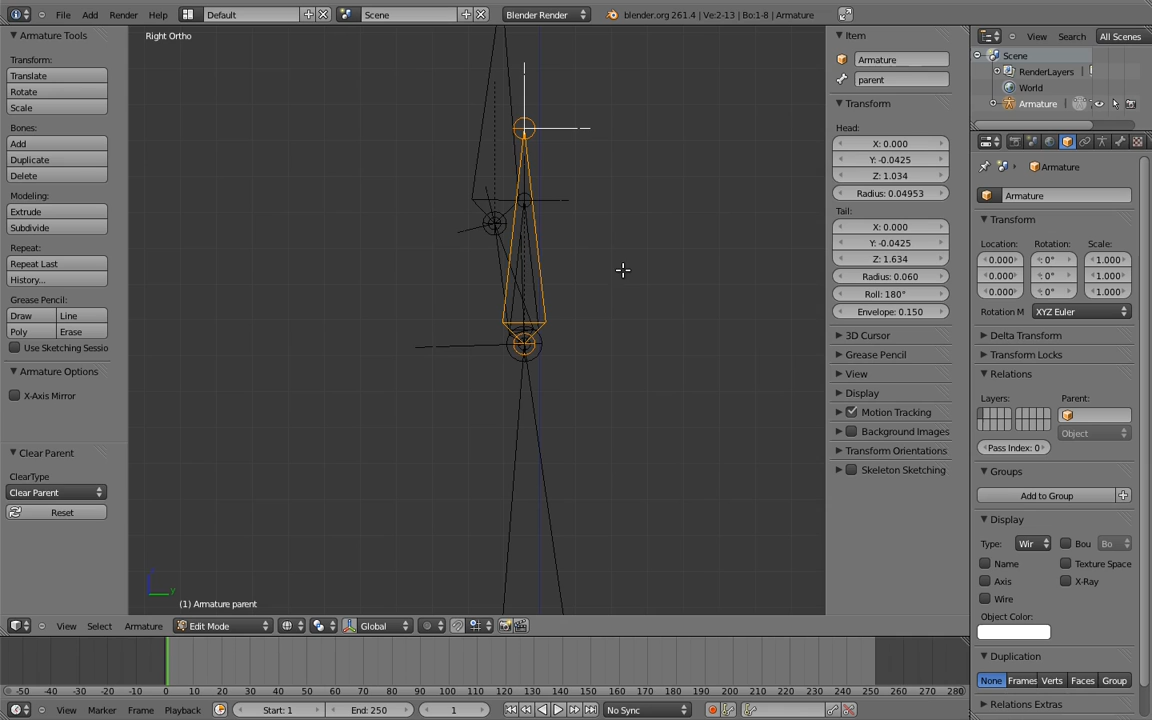 File Add Render Help Default Scene Blender Render blender.org 261.4 | Ve:2-13 | Bo:1-8 | Armature
Armature Tools
Transform:
Translate
Rotate
Scale
Bones:
Add
Duplicate
Delete
Modeling:
Extrude
Subdivide
Repeat:
Repeat Last
History...
Grease Pencil:
Draw Line
Poly Erase
Use Sketching Sessio
Armature Options
X-Axis Mirror
Clear Parent
ClearType
Clear Parent
Reset
Right Ortho
y
(1) Armature parent
View Select Armature Edit Mode Global
Item
Armature
parent
Transform
Head:
X: 0.000
Y: -0.0425
Z: 1.034
Radius: 0.04953
Tail:
X: 0.000
Y: -0.0425
Z: 1.634
Radius: 0.060
Roll: 180°
Envelope: 0.150
3D Cursor
Grease Pencil
View
Display
Motion Tracking
Background Images
Transform Orientations
Skeleton Sketching
View Search All Scenes
Scene
RenderLayers
World
Armature
Armature
Armature
Transform
Location: Rotation: Scale:
0.000 0° 1.000
0.000 0° 1.000
0.000 0° 1.000
Rotation M XYZ Euler
Delta Transform
Transform Locks
Relations
Layers: Parent:
Object
Pass Index: 0
Groups
Add to Group
Display
Type: Wir Bou Bo
Name Texture Space
Axis X-Ray
Wire
Object Color:
Duplication
None Frames Verts Faces Group
Relations Extras
-50 -40 -30 -20 -10 0 10 20 30 40 50 60 70 80 90 100 110 120 130 140 150 160 170 180 190 200 210 220 230 240 250 260 270 280
View Marker Frame Playback Start: 1 End: 250 1 No Sync